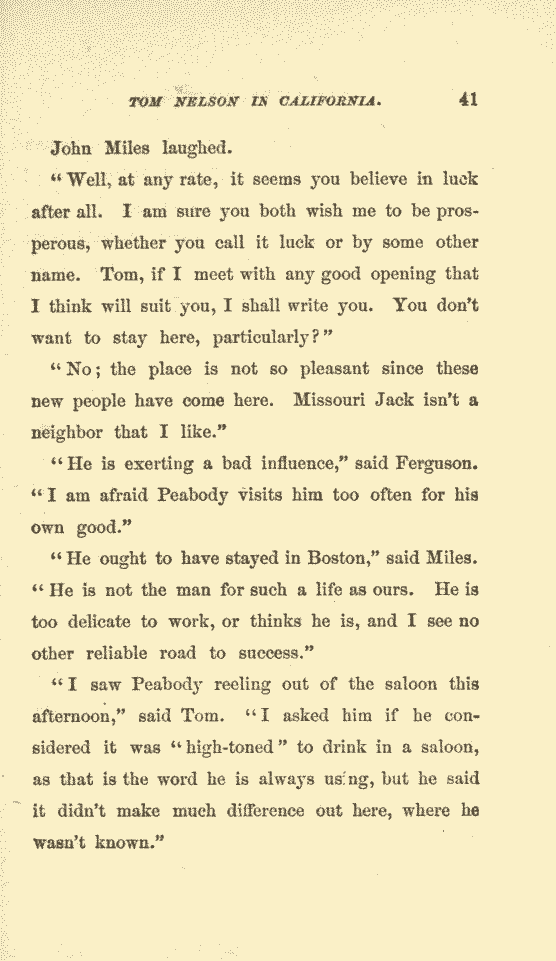 TOM NELSON IN CALIFORNIA. 41
John Miles laughed.
"Well, at any rate, it seems you believe in luck
after all. I am sure you both wish me to be pros-
perous, whether you call it luck or by some other
name. Tom, if I meet with any good opening that
I think will suit you, I shall write you. You don't
want to stay here, particularly?"
"No; the place is not so pleasant since these
new people have come here. Missouri Jack isn't a
neighbor that I like."
"He is exerting a bad influence," said Ferguson.
"I am afraid Peabody visits him too often for his
own good."
"He ought to have stayed in Boston," said Miles.
"He is not the man for such a life as ours. He is
too delicate to work, or thinks he is, and I see no
other reliable road to success."
"I saw Peabody reeling out of the saloon this
afternoon," said Tom. "I asked him if he con-
sidered it was "high-toned" to drink in a saloon,
as that is the word he is always using, but he said
it didn't make much difference out here, where he
wasn't known."